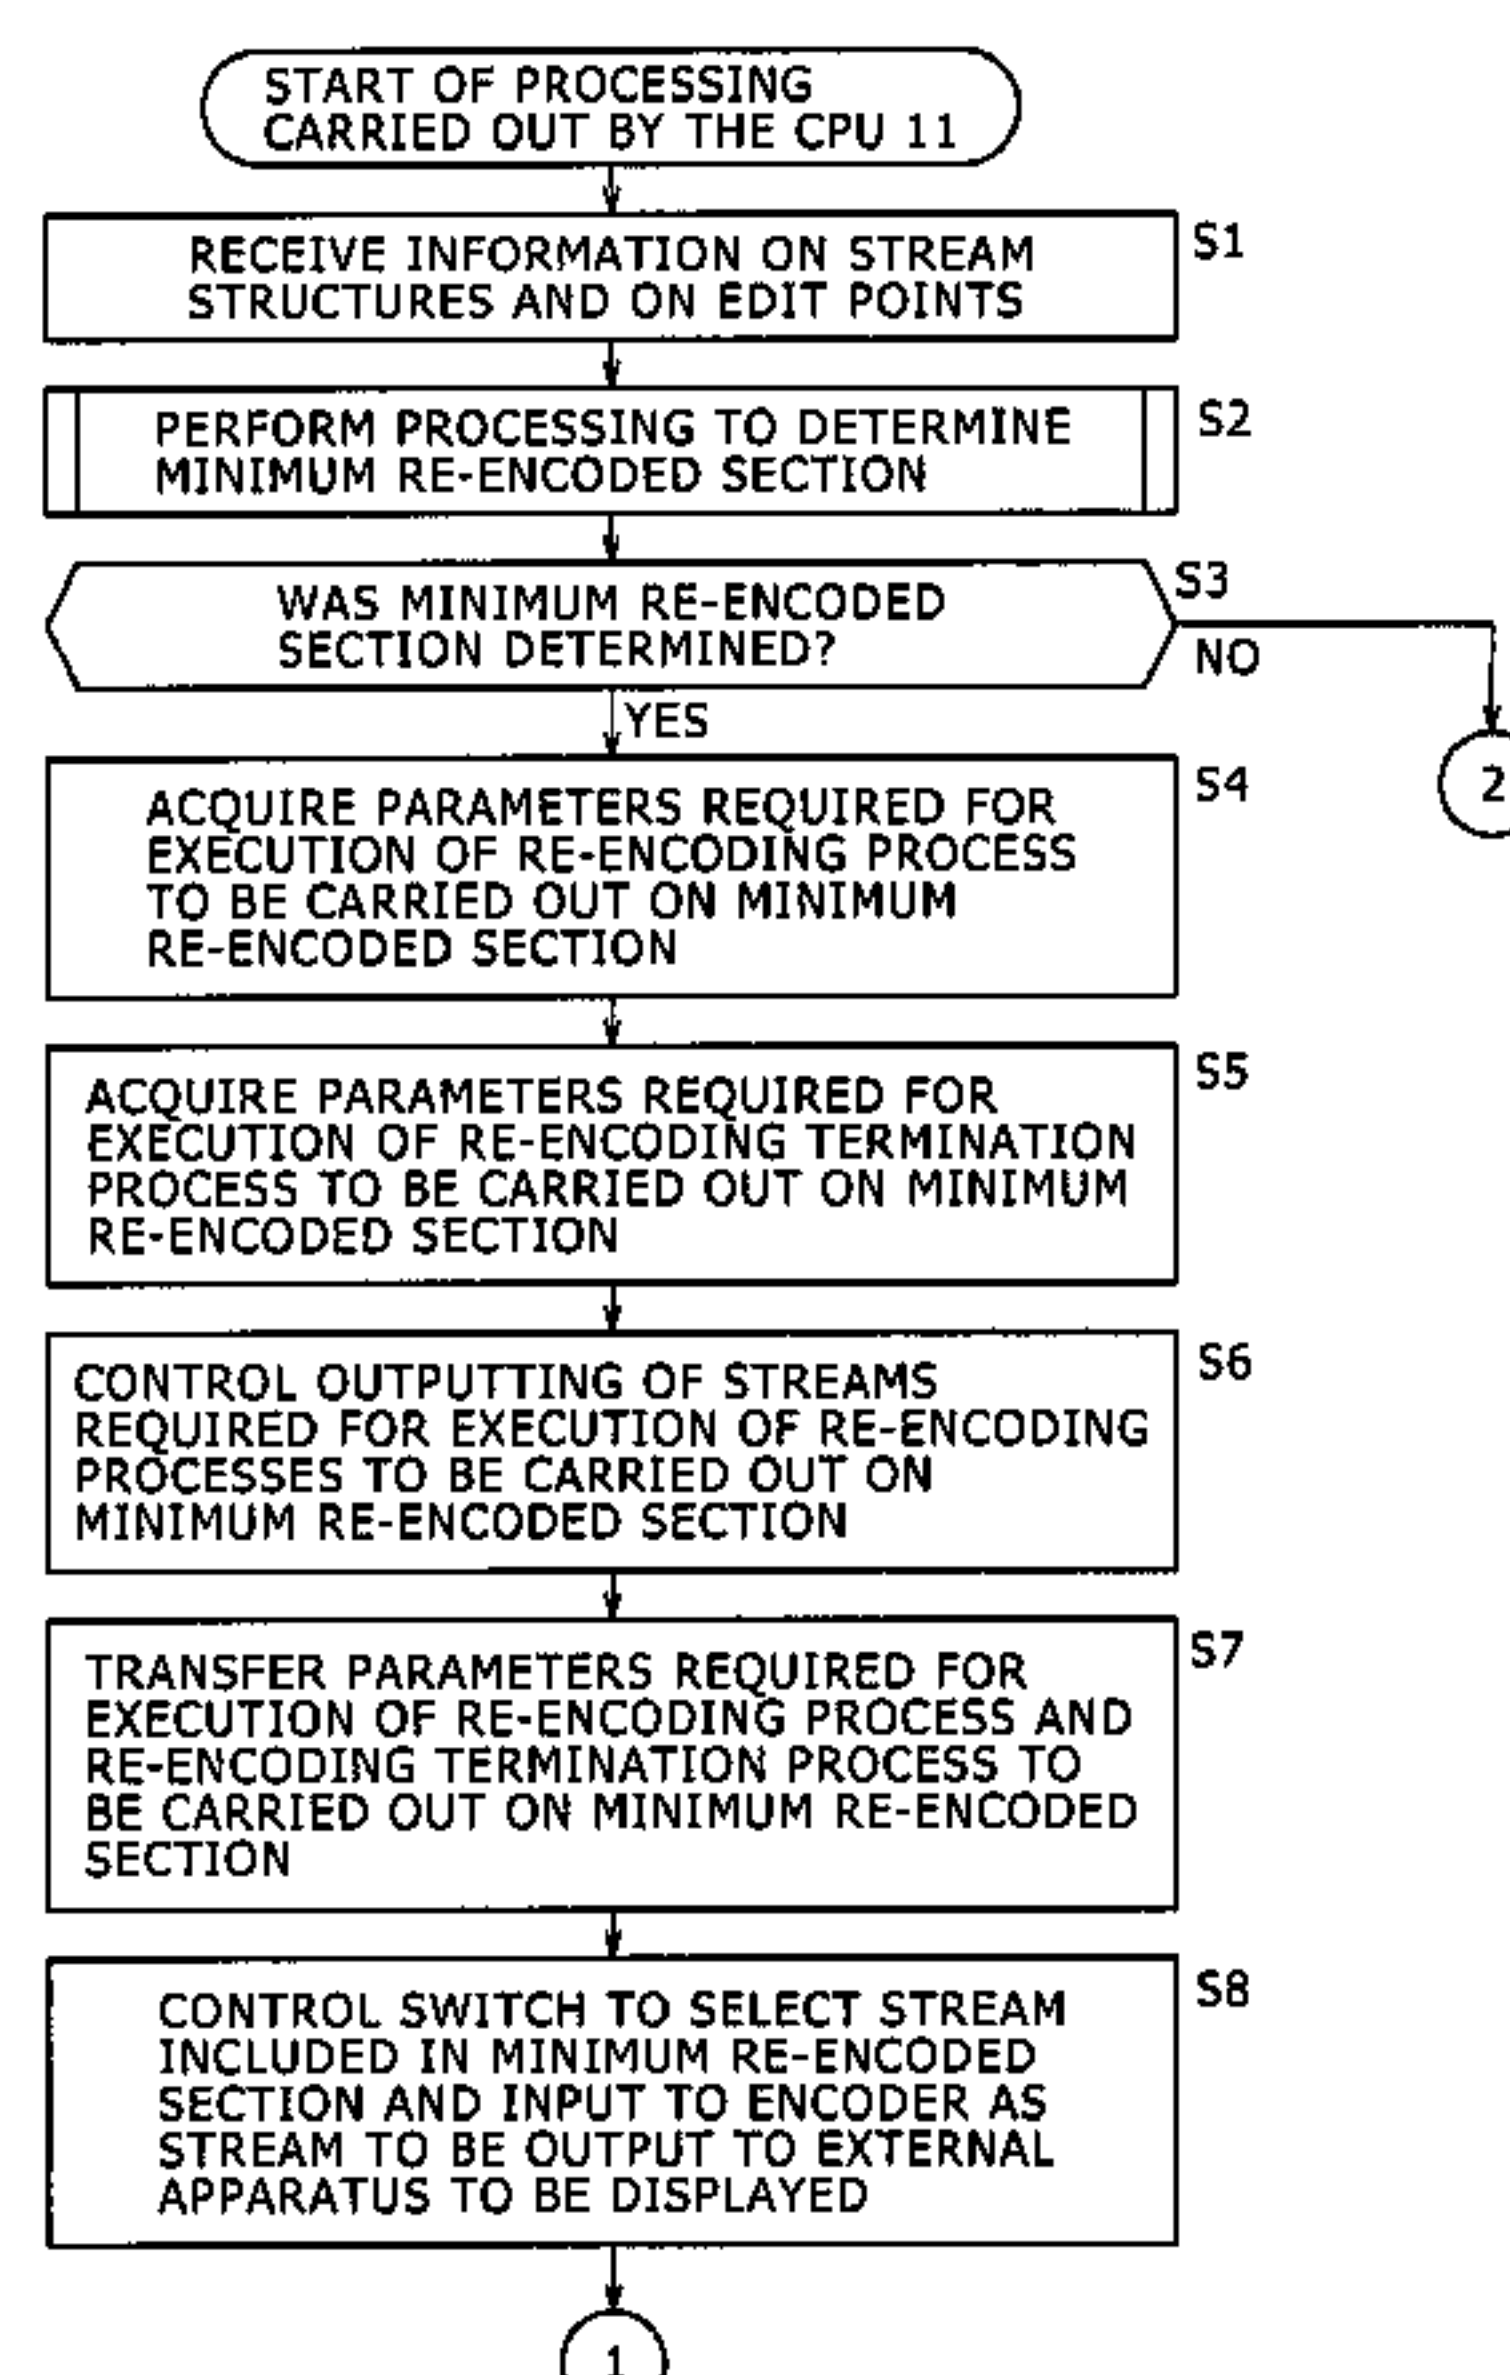 START OF PROCESSING
CARRIED OUT BY THE CPU 11
RECEIVE INFORMATION ON STREAM
STRUCTURES AND ON EDIT POINTS
S1
PERFORM PROCESSING TO DETERMINE
MINIMUM RE-ENCODED SECTION
S2
WAS MINIMUM RE-ENCODED
SECTION DETERMINED?
S3
NO
YES
2
ACQUIRE PARAMETERS REQUIRED FOR
EXECUTION OF RE-ENCODING PROCESS
TO BE CARRIED OUT ON MINIMUM
RE-ENCODED SECTION
S4
ACQUIRE PARAMETERS REQUIRED FOR
EXECUTION OF RE-ENCODING TERMINATION
PROCESS TO BE CARRIED OUT ON MINIMUM
RE-ENCODED SECTION
S5
CONTROL OUTPUTTING OF STREAMS
REQUIRED FOR EXECUTION OF RE-ENCODING
PROCESSES TO BE CARRIED OUT ON
MINIMUM RE-ENCODED SECTION
S6
TRANSFER PARAMETERS REQUIRED FOR
EXECUTION OF RE-ENCODING PROCESS AND
RE-ENCODING TERMINATION PROCESS TO
BE CARRIED OUT ON MINIMUM RE-ENCODED
SECTION
S7
CONTROL SWITCH TO SELECT STREAM
INCLUDED IN MINIMUM RE-ENCODED
SECTION AND INPUT TO ENCODER AS
STREAM TO BE OUTPUT TO EXTERNAL
APPARATUS TO BE DISPLAYED
S8
1